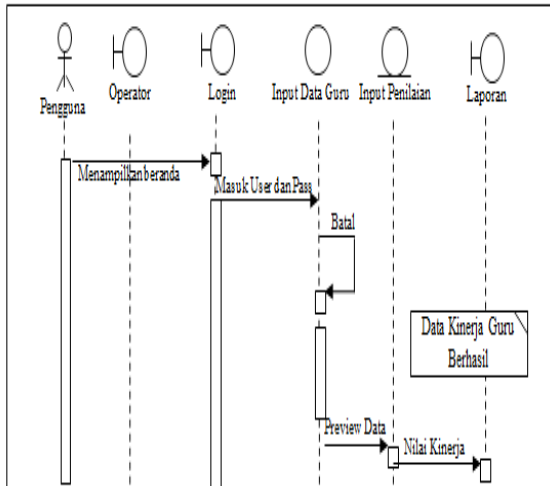 Pengguna
Operator
Login
Input Data Guru
Input Penilaian
Laporan
Menampilkan beranda
Masuk User dan Pass
Batal
Data Kinerja Guru
Berhasil
Preview Data
Nilai Kinerja